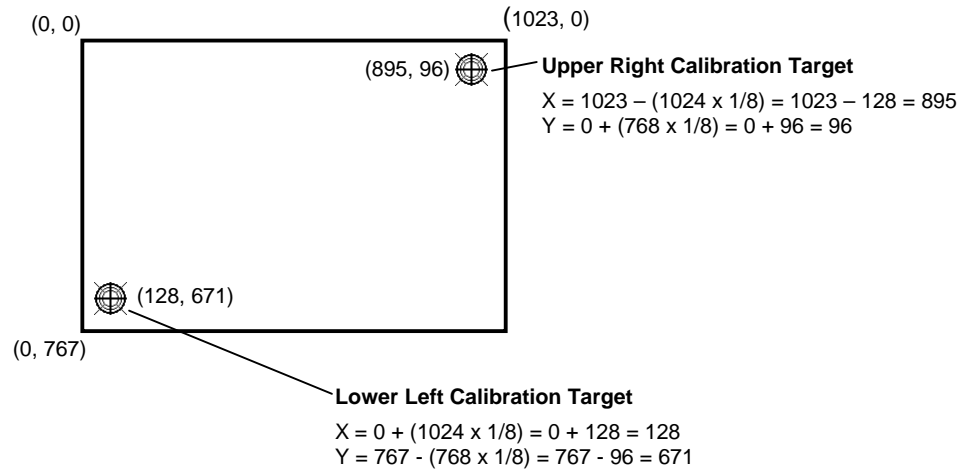 (0, 0)
(1023, 0)
(895, 96)
Upper Right Calibration Target
X = 1023 – (1024 x 1/8) = 1023 – 128 = 895
Y = 0 + (768 x 1/8) = 0 + 96 = 96
(128, 671)
(0, 767)
Lower Left Calibration Target
X = 0 + (1024 x 1/8) = 0 + 128 = 128
Y = 767 - (768 x 1/8) = 767 - 96 = 671